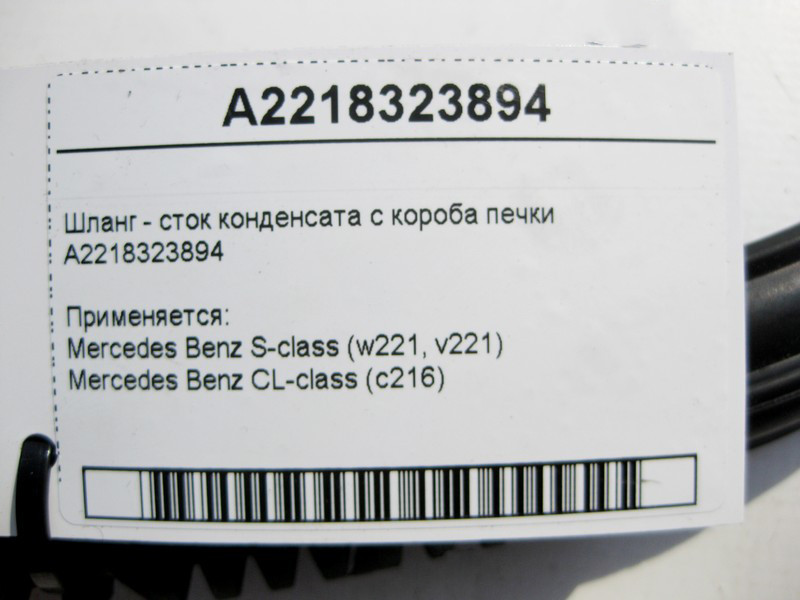 A2218323894
Шланг - сток конденсата с короба печки
A2218323894
Применяется:
Mercedes Benz S-class (w221, v221)
Mercedes Benz CL-class (c216)